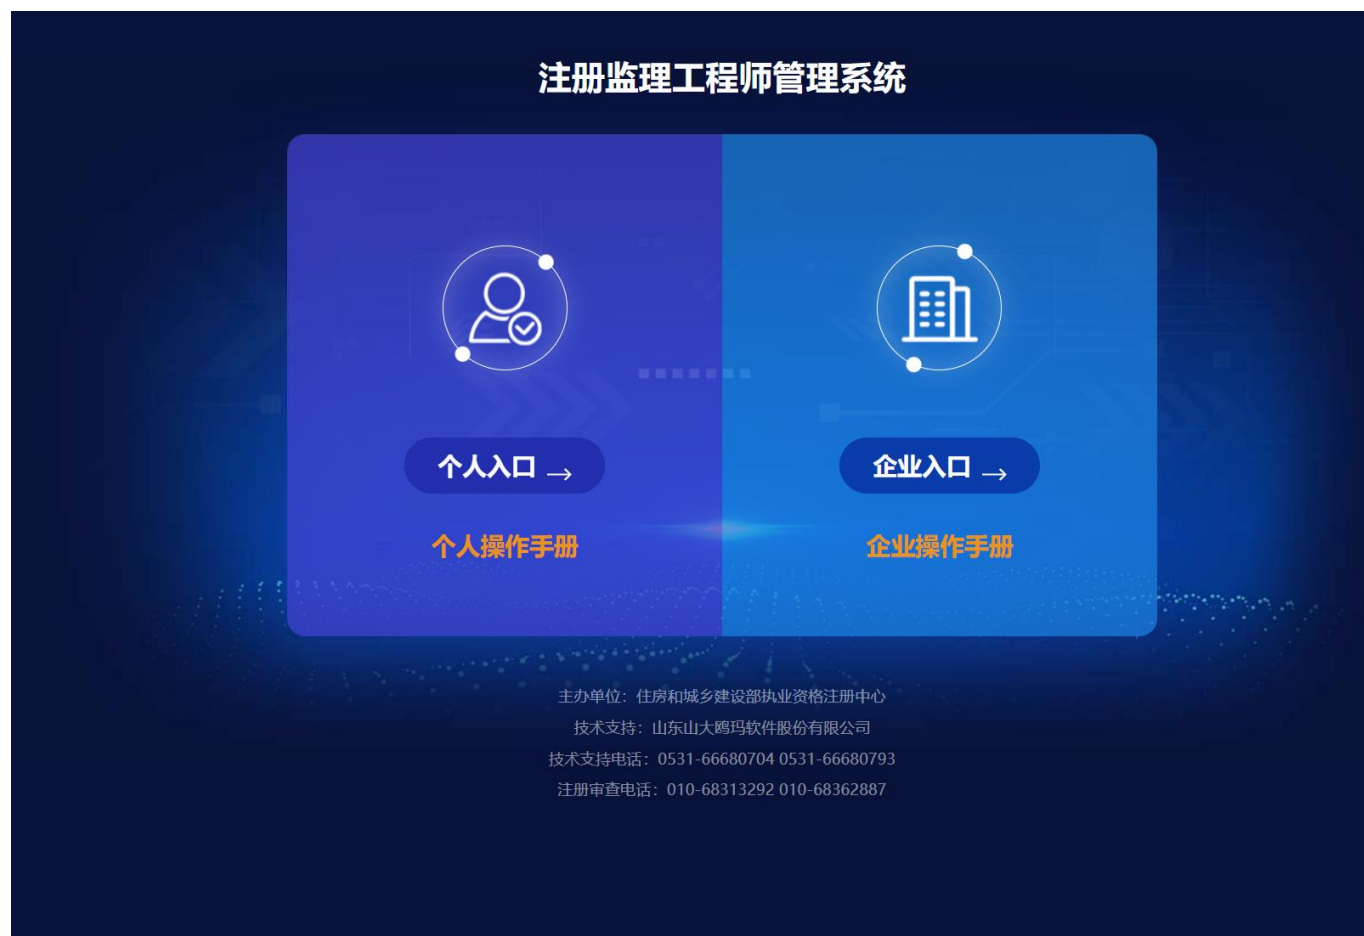 注册监理工程师管理系统
个人入口 →
企业入口 →
个人操作手册
企业操作手册
主办单位：住房和城乡建设部执业资格注册中心
技术支持：山东山大鸥玛软件股份有限公司
技术支持电话：0531-66680704 0531-66680793
注册审查电话：010-68313292 010-68362887